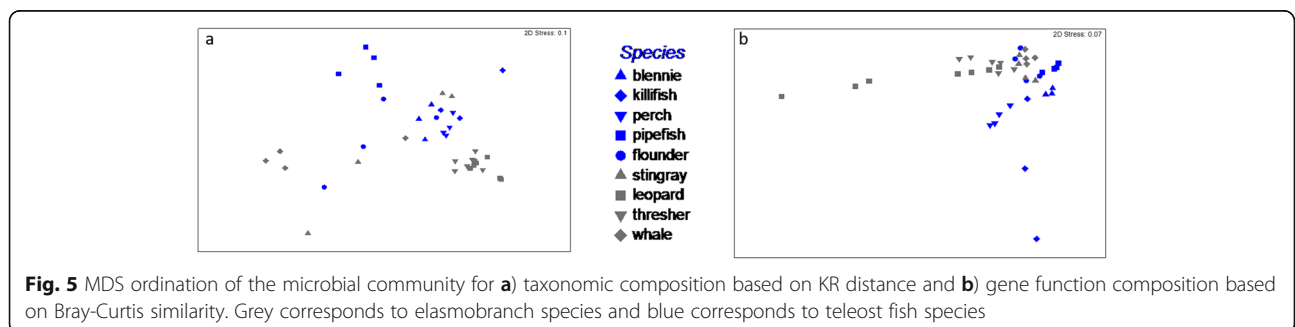 a
2D Stress: 0.1
Species
blennie
killifish
perch
pipefish
flounder
stingray
leopard
thresher
whale
b
2D Stress: 0.07
Fig. 5 MDS ordination of the microbial community for a) taxonomic composition based on KR distance and b) gene function composition based
on Bray-Curtis similarity. Grey corresponds to elasmobranch species and blue corresponds to teleost fish species